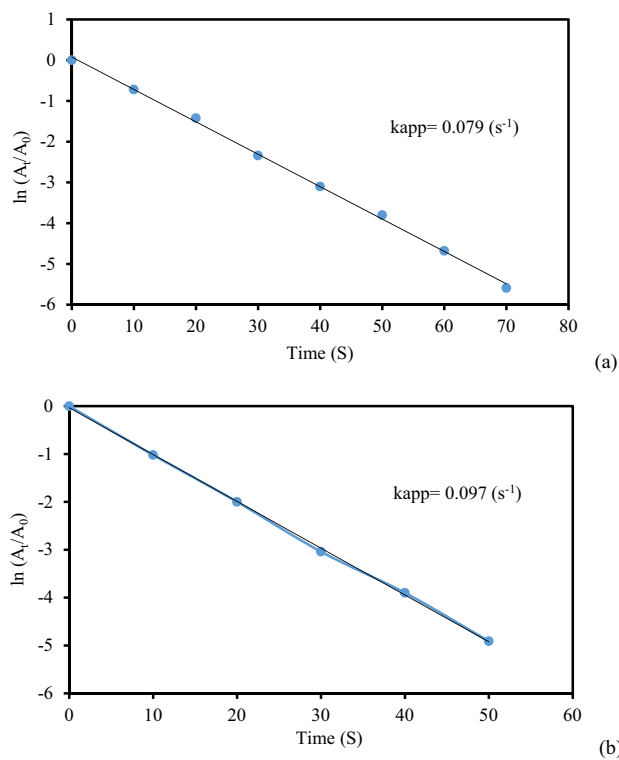 1
0
-1
-2
-3
-4
-5
-6
ln (At/A0)
kapp= 0.079 (s-1)
0 10 20 30 40 50 60 70 80
Time (S)
(a)
0
-1
-2
-3
-4
-5
-6
ln (At/A0)
kapp= 0.097 (s-1)
0 10 20 30 40 50 60
Time (S)
(b)